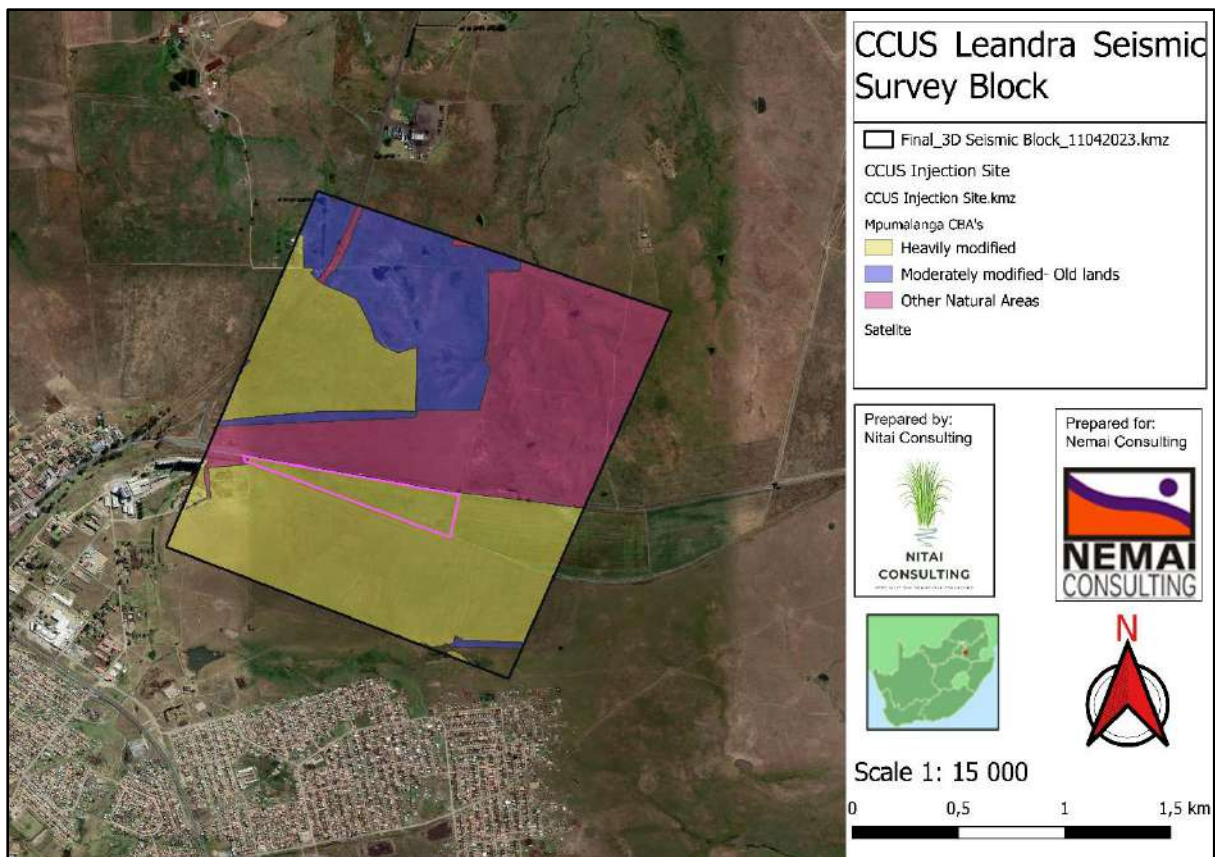 CCUS Leandra Seismic
Survey Block
Final_3D Seismic Block_11042023.kmz
CCUS Injection Site
CCUS Injection Site.kmz
Mpumalanga CBA's
Heavily modified
Moderately modified- Old lands
Other Natural Areas
Satelite
Prepared by:
Nitai Consulting
NITAI
CONSULTING
Prepared for:
Nemai Consulting
NEMAI
CONSULTING
N
Scale 1: 15 000
0 0,5 1 1,5 km